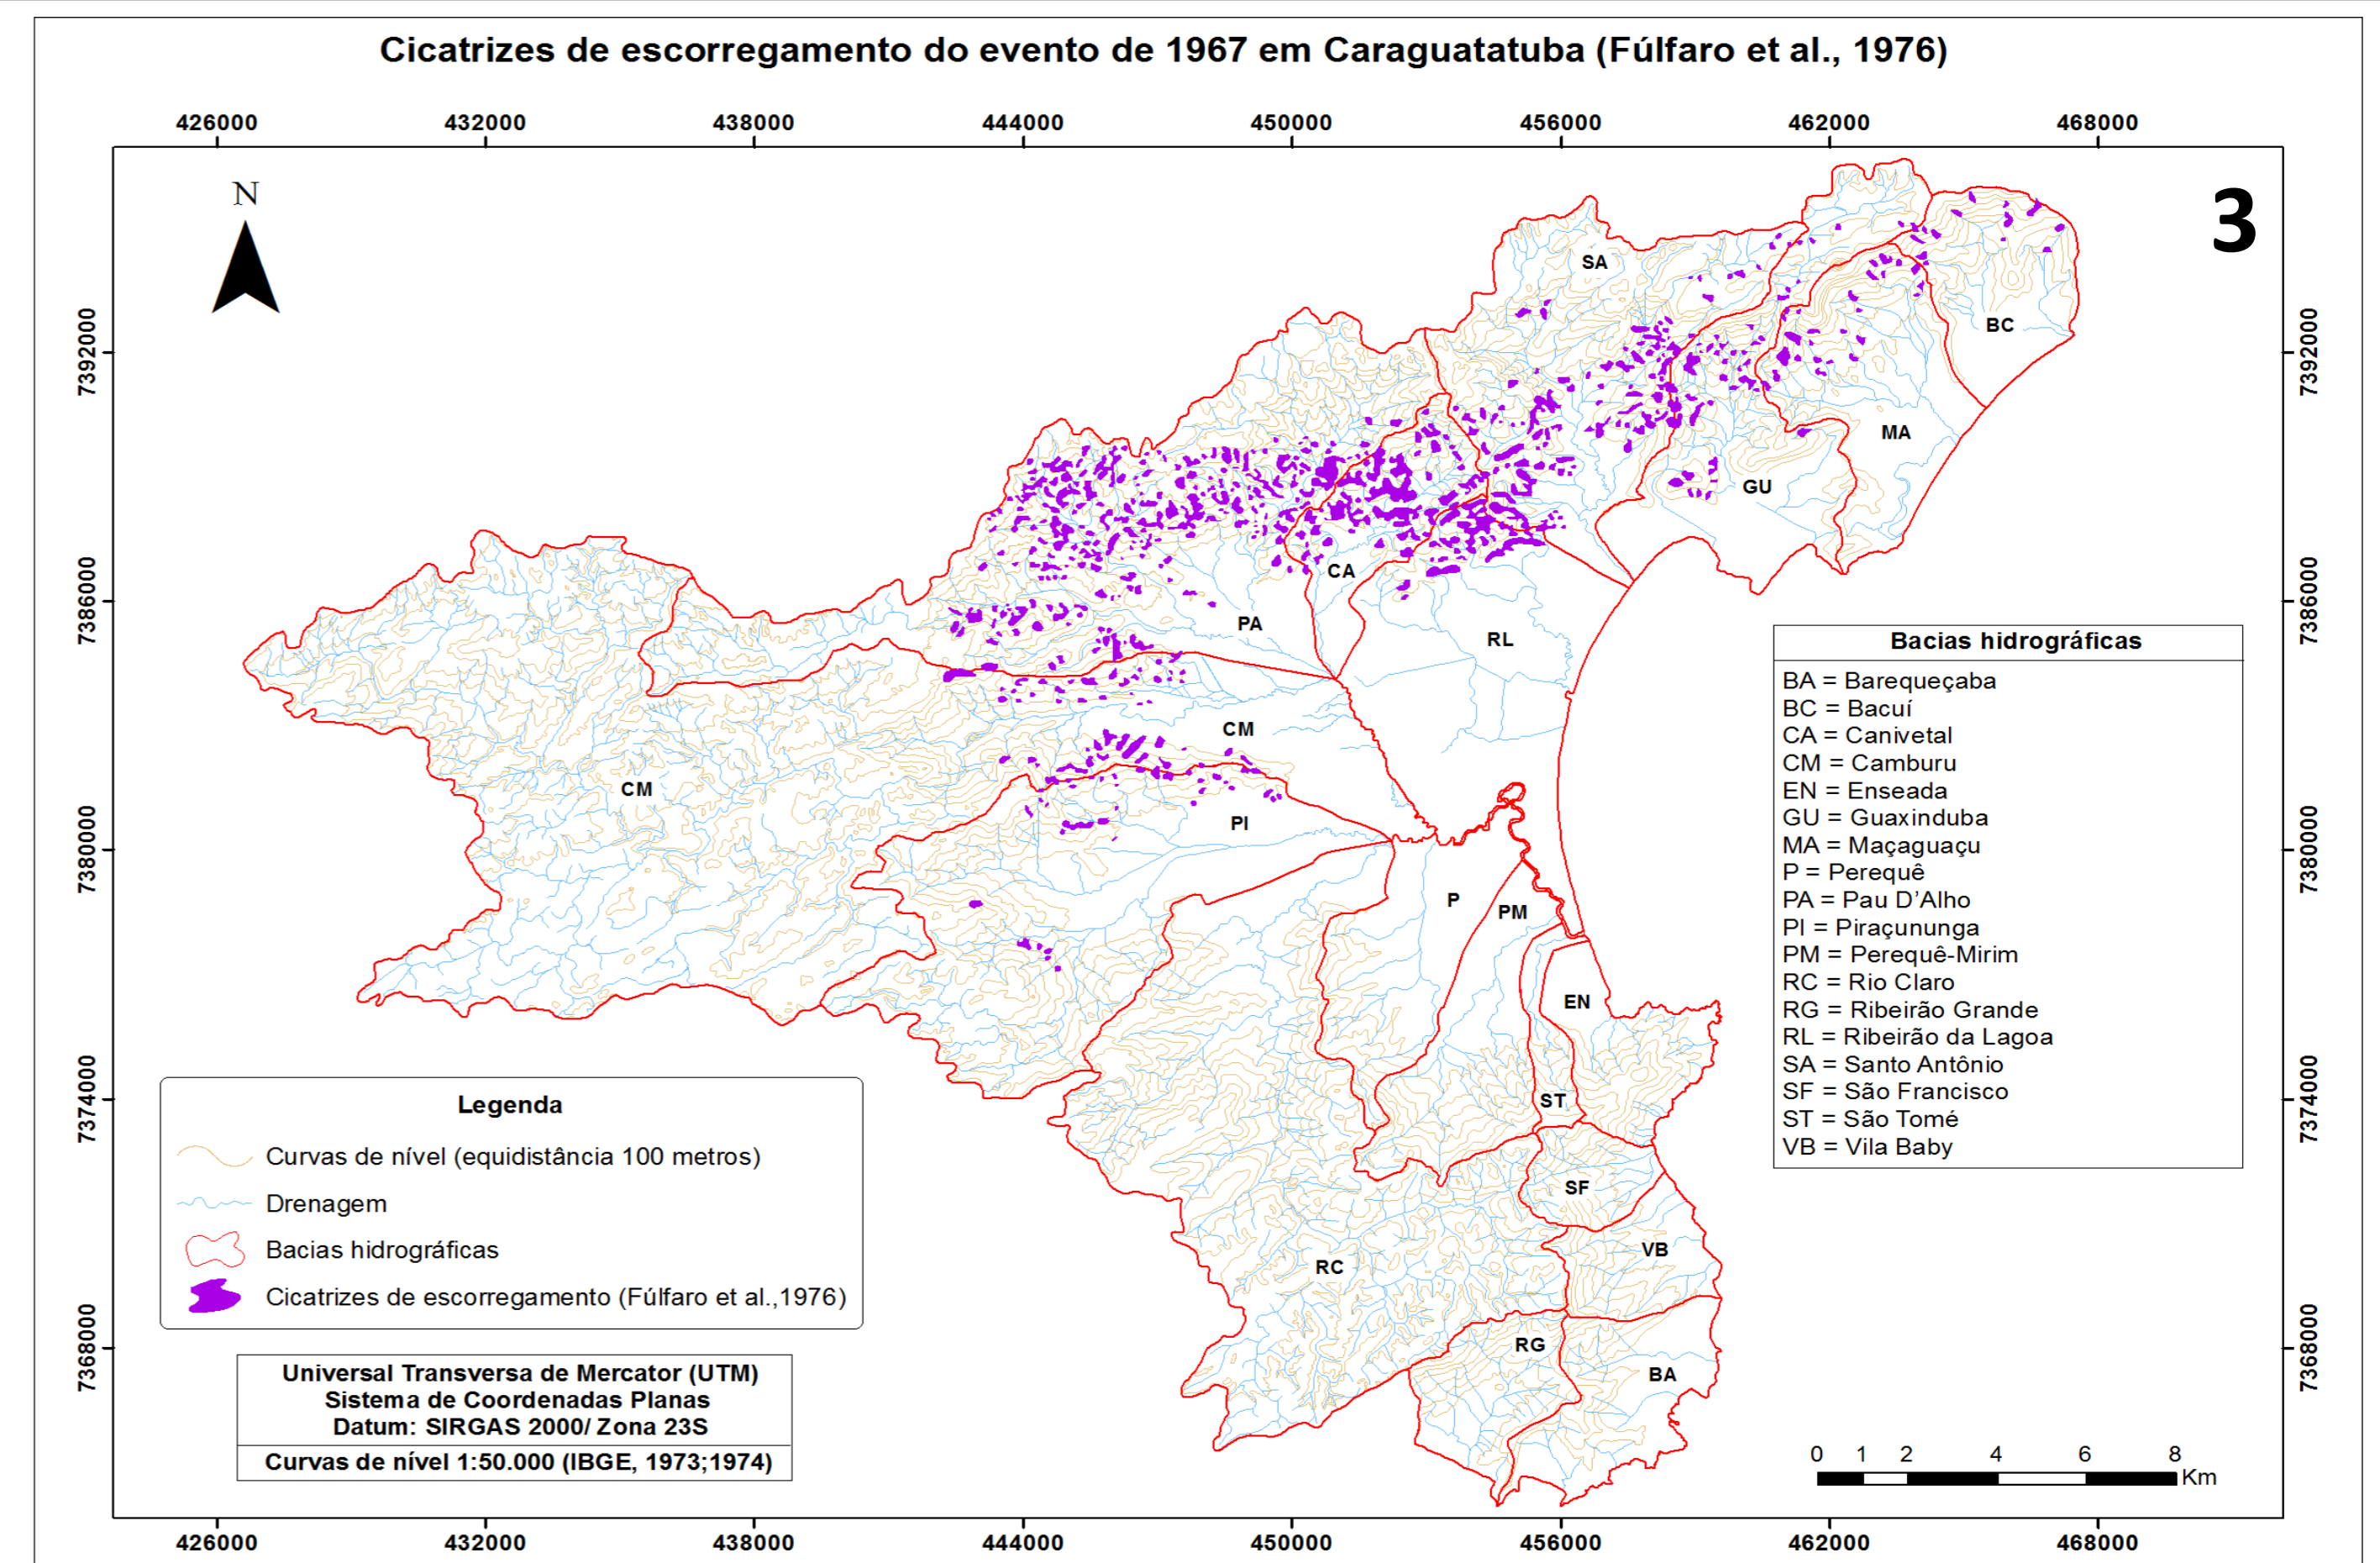 Cicatrizes de escorregamento do evento de 1967 em Caraguatatuba (Fúlfaro et al., 1976)
426000 432000 438000 444000 450000 456000 462000 468000
N
3
7392000
7392000
7386000
7386000
7380000
7380000
7374000
7374000
7368000
7368000
SA
BC
MA
GU
CA
PA
RL
CM
CM
PI
P
PM
EN
ST
SF
VB
RC
RG
BA
Bacias hidrográficas
BA = Barequeçaba
BC = Bacuí
CA = Canivetal
CM = Camburu
EN = Enseada
GU = Guaxinduba
MA = Maçaguaçu
P = Perequê
PA = Pau D’Alho
PI = Piraçununga
PM = Perequê-Mirim
RC = Rio Claro
RG = Ribeirão Grande
RL = Ribeirão da Lagoa
SA = Santo Antônio
SF = São Francisco
ST = São Tomé
VB = Vila Baby
Legenda
Curvas de nível (equidistância 100 metros)
Drenagem
Bacias hidrográficas
Cicatrizes de escorregamento (Fúlfaro et al.,1976)
Universal Transversa de Mercator (UTM)
Sistema de Coordenadas Planas
Datum: SIRGAS 2000/ Zona 23S
Curvas de nível 1:50.000 (IBGE, 1973;1974)
0 1 2 4 6 8
Km
426000 432000 438000 444000 450000 456000 462000 468000